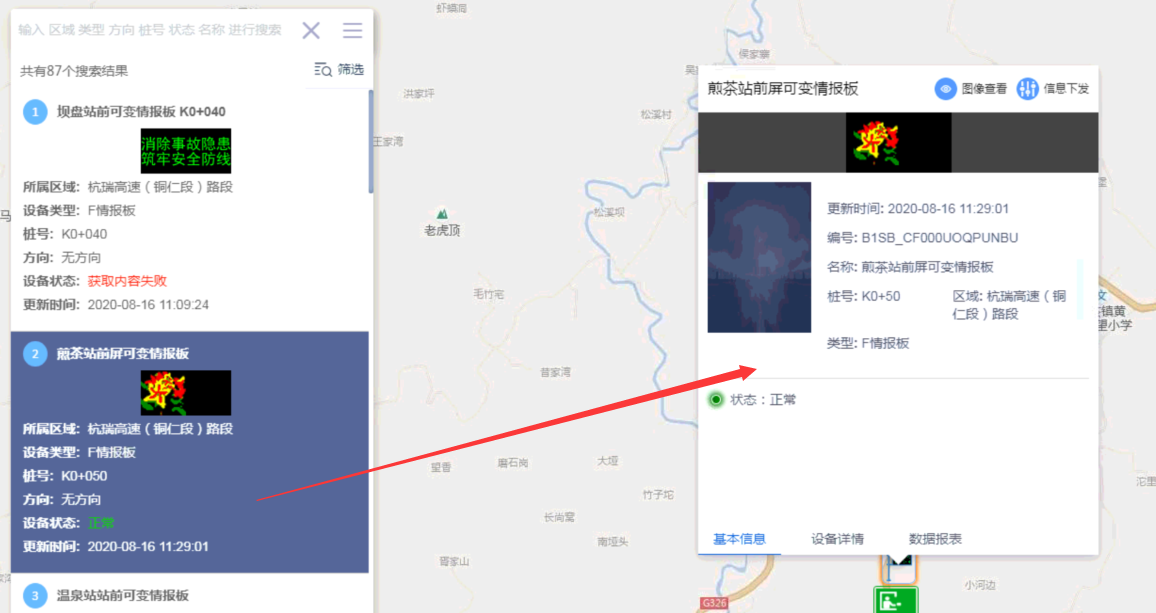 输入 区域 类型 方向 桩号 状态 名称 进行搜索
共有87个搜索结果
筛选
1
坝盘站前可变情报板 K0+040
消除事故隐患
筑牢安全防线
所属区域: 杭瑞高速（铜仁段）路段
设备类型: F情报板
桩号: K0+040
方向: 无方向
设备状态: 获取内容失败
更新时间: 2020-08-16 11:09:24
2
煎茶站前屏可变情报板
所属区域: 杭瑞高速（铜仁段）路段
设备类型: F情报板
桩号: K0+050
方向: 无方向
设备状态: 正常
更新时间: 2020-08-16 11:29:01
3
温泉站站前可变情报板
洪家坪
王家湾
马
老虎顶
毛竹宅
昔家湾
磨石岗
大垭
竹子坨
长尚窝
南垭头
松溪村
松溪坝
侯家寨
煎茶站前屏可变情报板
图像查看
信息下发
更新时间: 2020-08-16 11:29:01
编号: B1SB_CF000UOQPUNBU
名称: 煎茶站前屏可变情报板
桩号: K0+50
区域: 杭瑞高速（铜
仁段）路段
类型: F情报板
状态：正常
基本信息
设备详情
数据报表
镇黄
望小学
小河边
G326